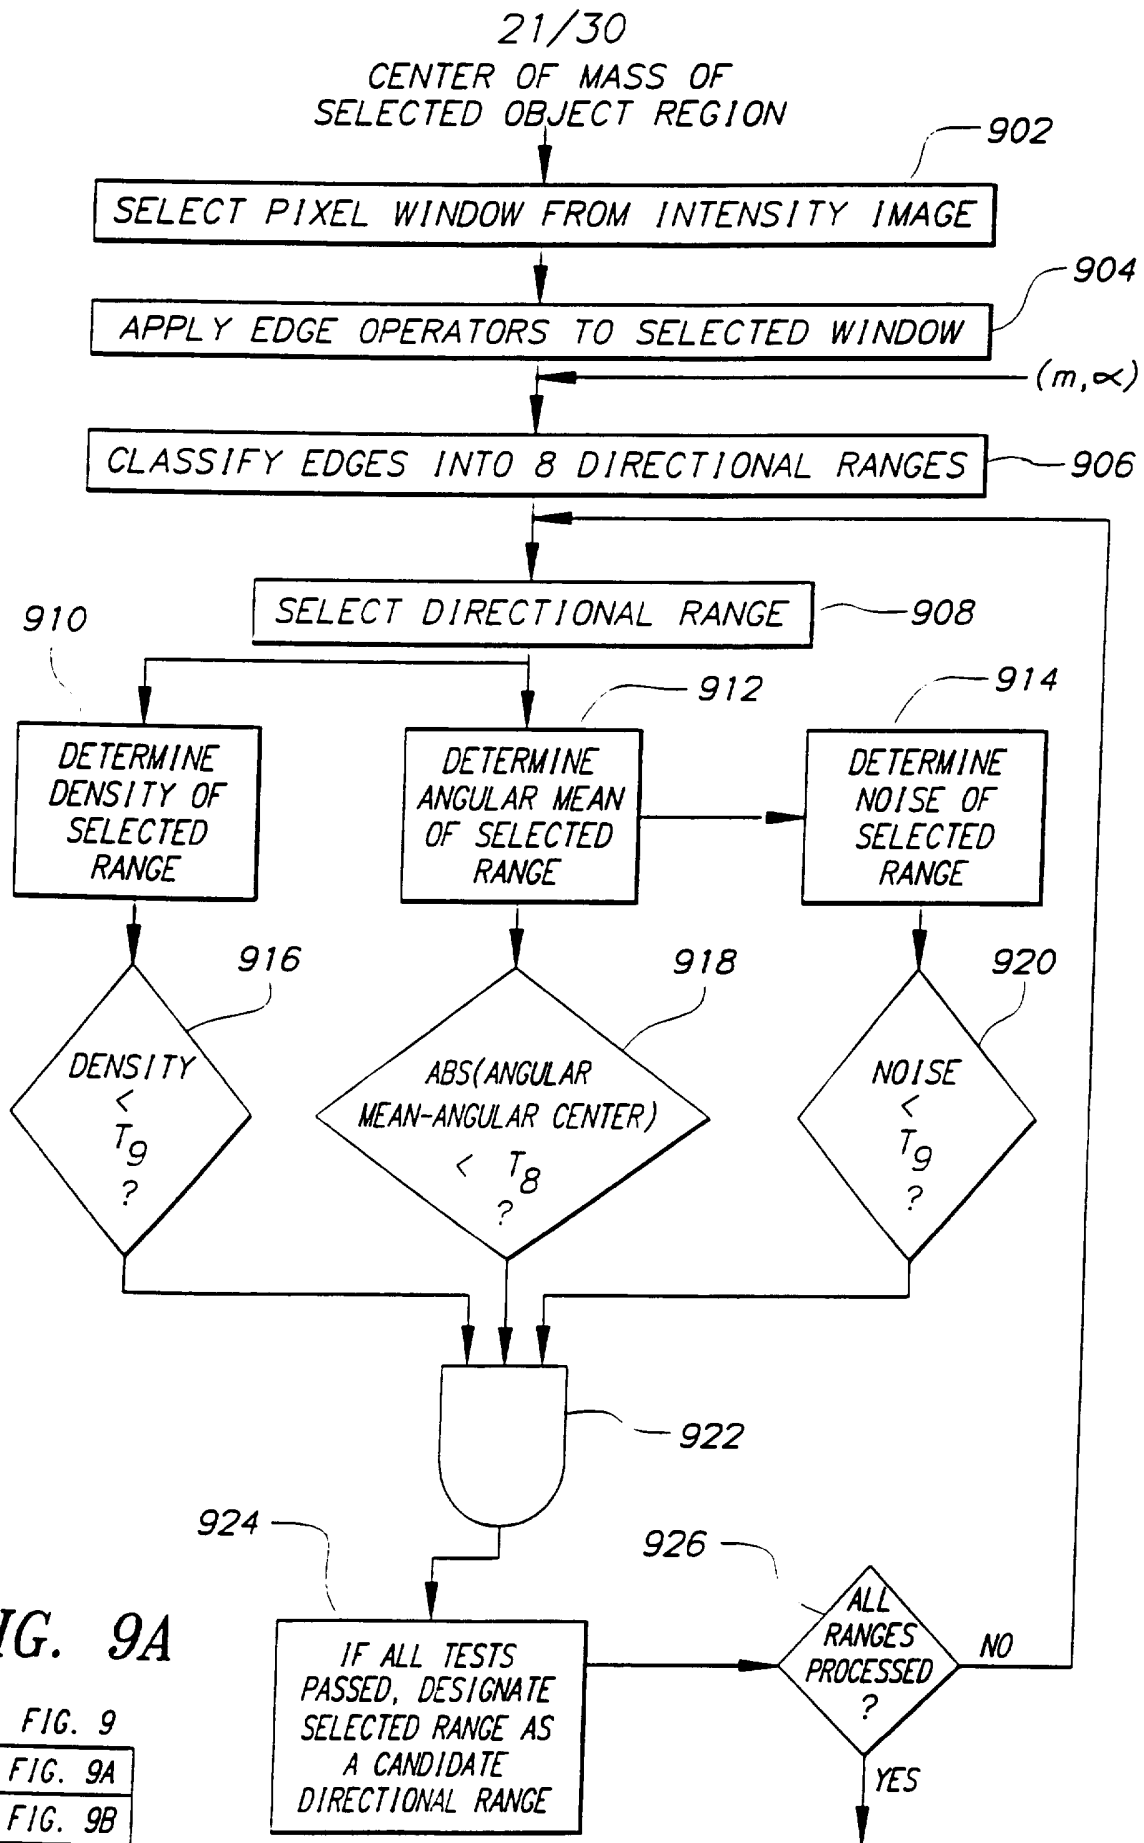 21/30
CENTER OF MASS OF
SELECTED OBJECT REGION
902
SELECT PIXEL WINDOW FROM INTENSITY IMAGE
904
APPLY EDGE OPERATORS TO SELECTED WINDOW
(m,∝)
CLASSIFY EDGES INTO 8 DIRECTIONAL RANGES
906
SELECT DIRECTIONAL RANGE
908
910
DETERMINE
DENSITY OF
SELECTED
RANGE
912
DETERMINE
ANGULAR MEAN
OF SELECTED
RANGE
914
DETERMINE
NOISE OF
SELECTED
RANGE
916
DENSITY
<
T9
?
918
ABS(ANGULAR
MEAN-ANGULAR CENTER)
< T8
?
920
NOISE
<
T9
?
922
924
IF ALL TESTS
PASSED, DESIGNATE
SELECTED RANGE AS
A CANDIDATE
DIRECTIONAL RANGE
926
ALL
RANGES
PROCESSED
?
NO
YES
IG. 9A
FIG. 9
FIG. 9A
FIG. 9B